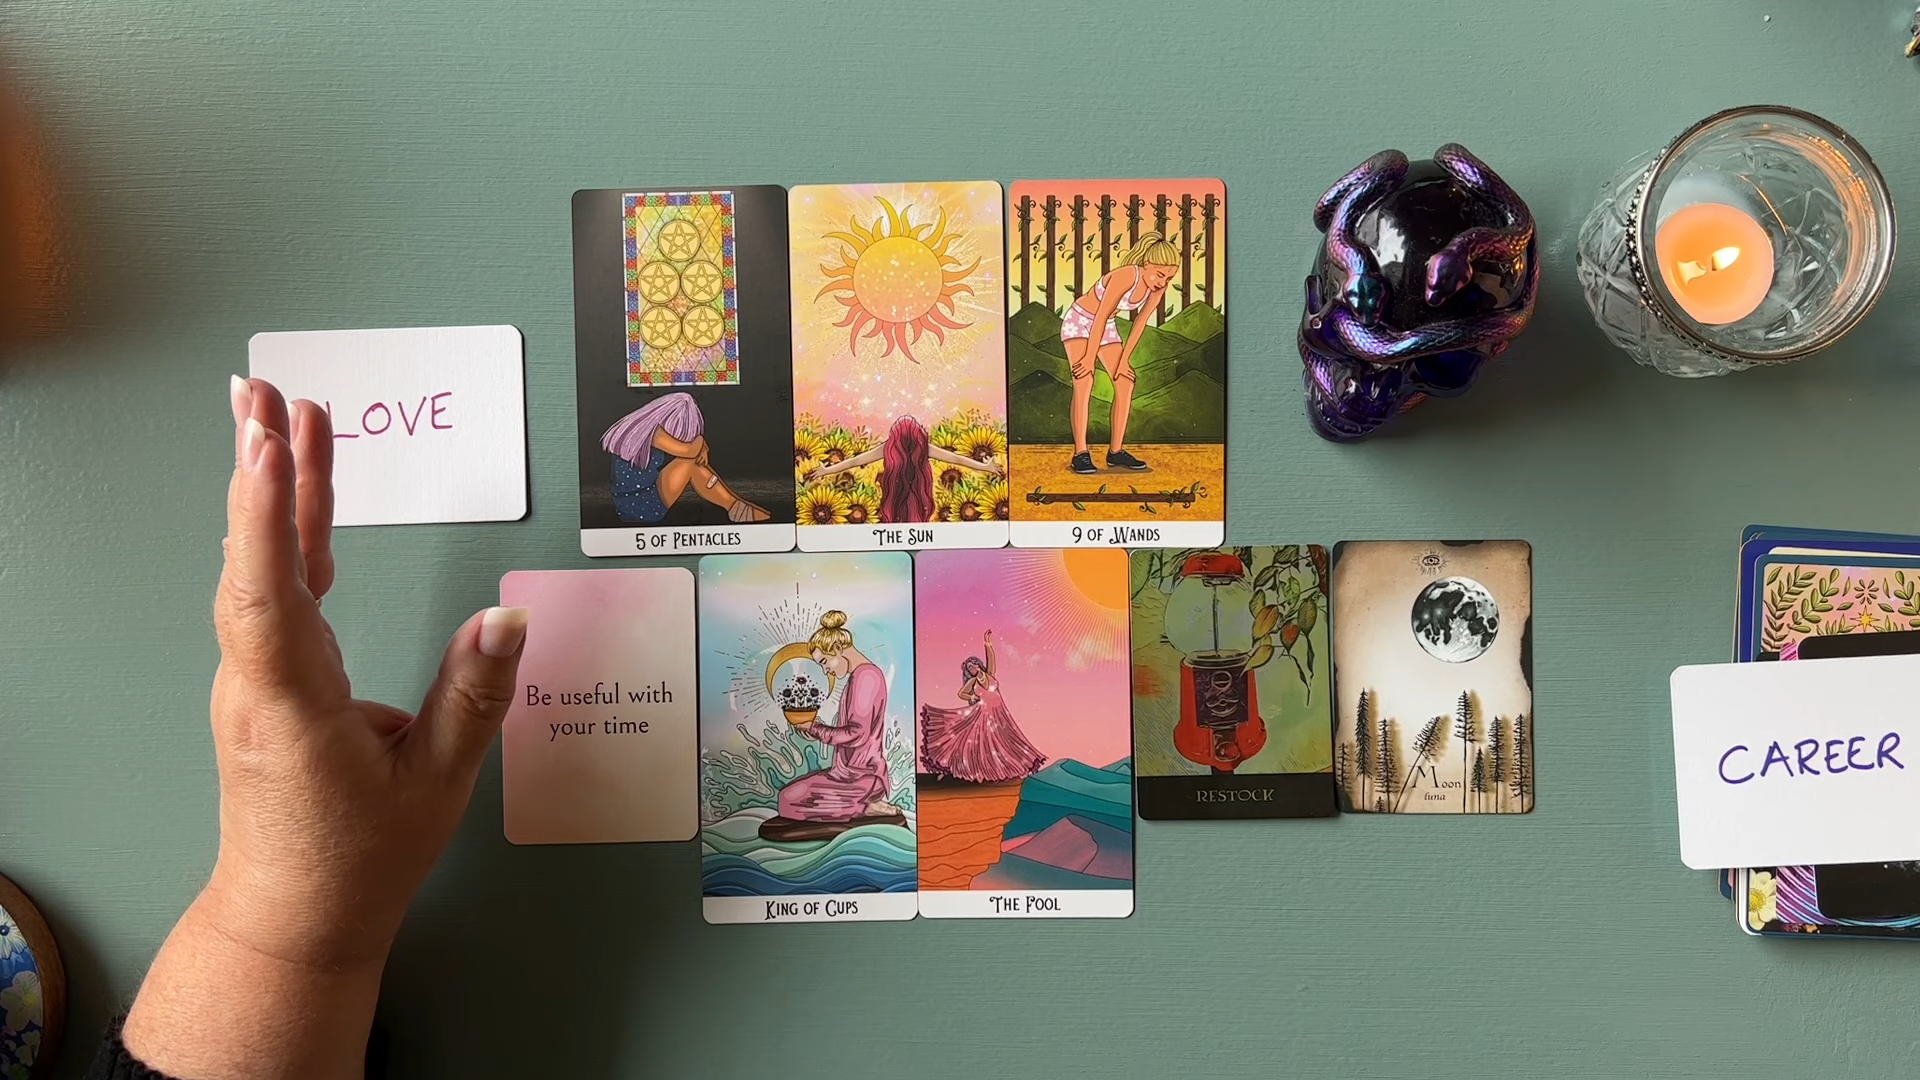 LOVE
5 OF PENTACLES
THE SUN
9 OF WANDS
Be useful with
your time
KING OF CUPS
THE FOOL
RESTOCK
Moon
luna
CAREER